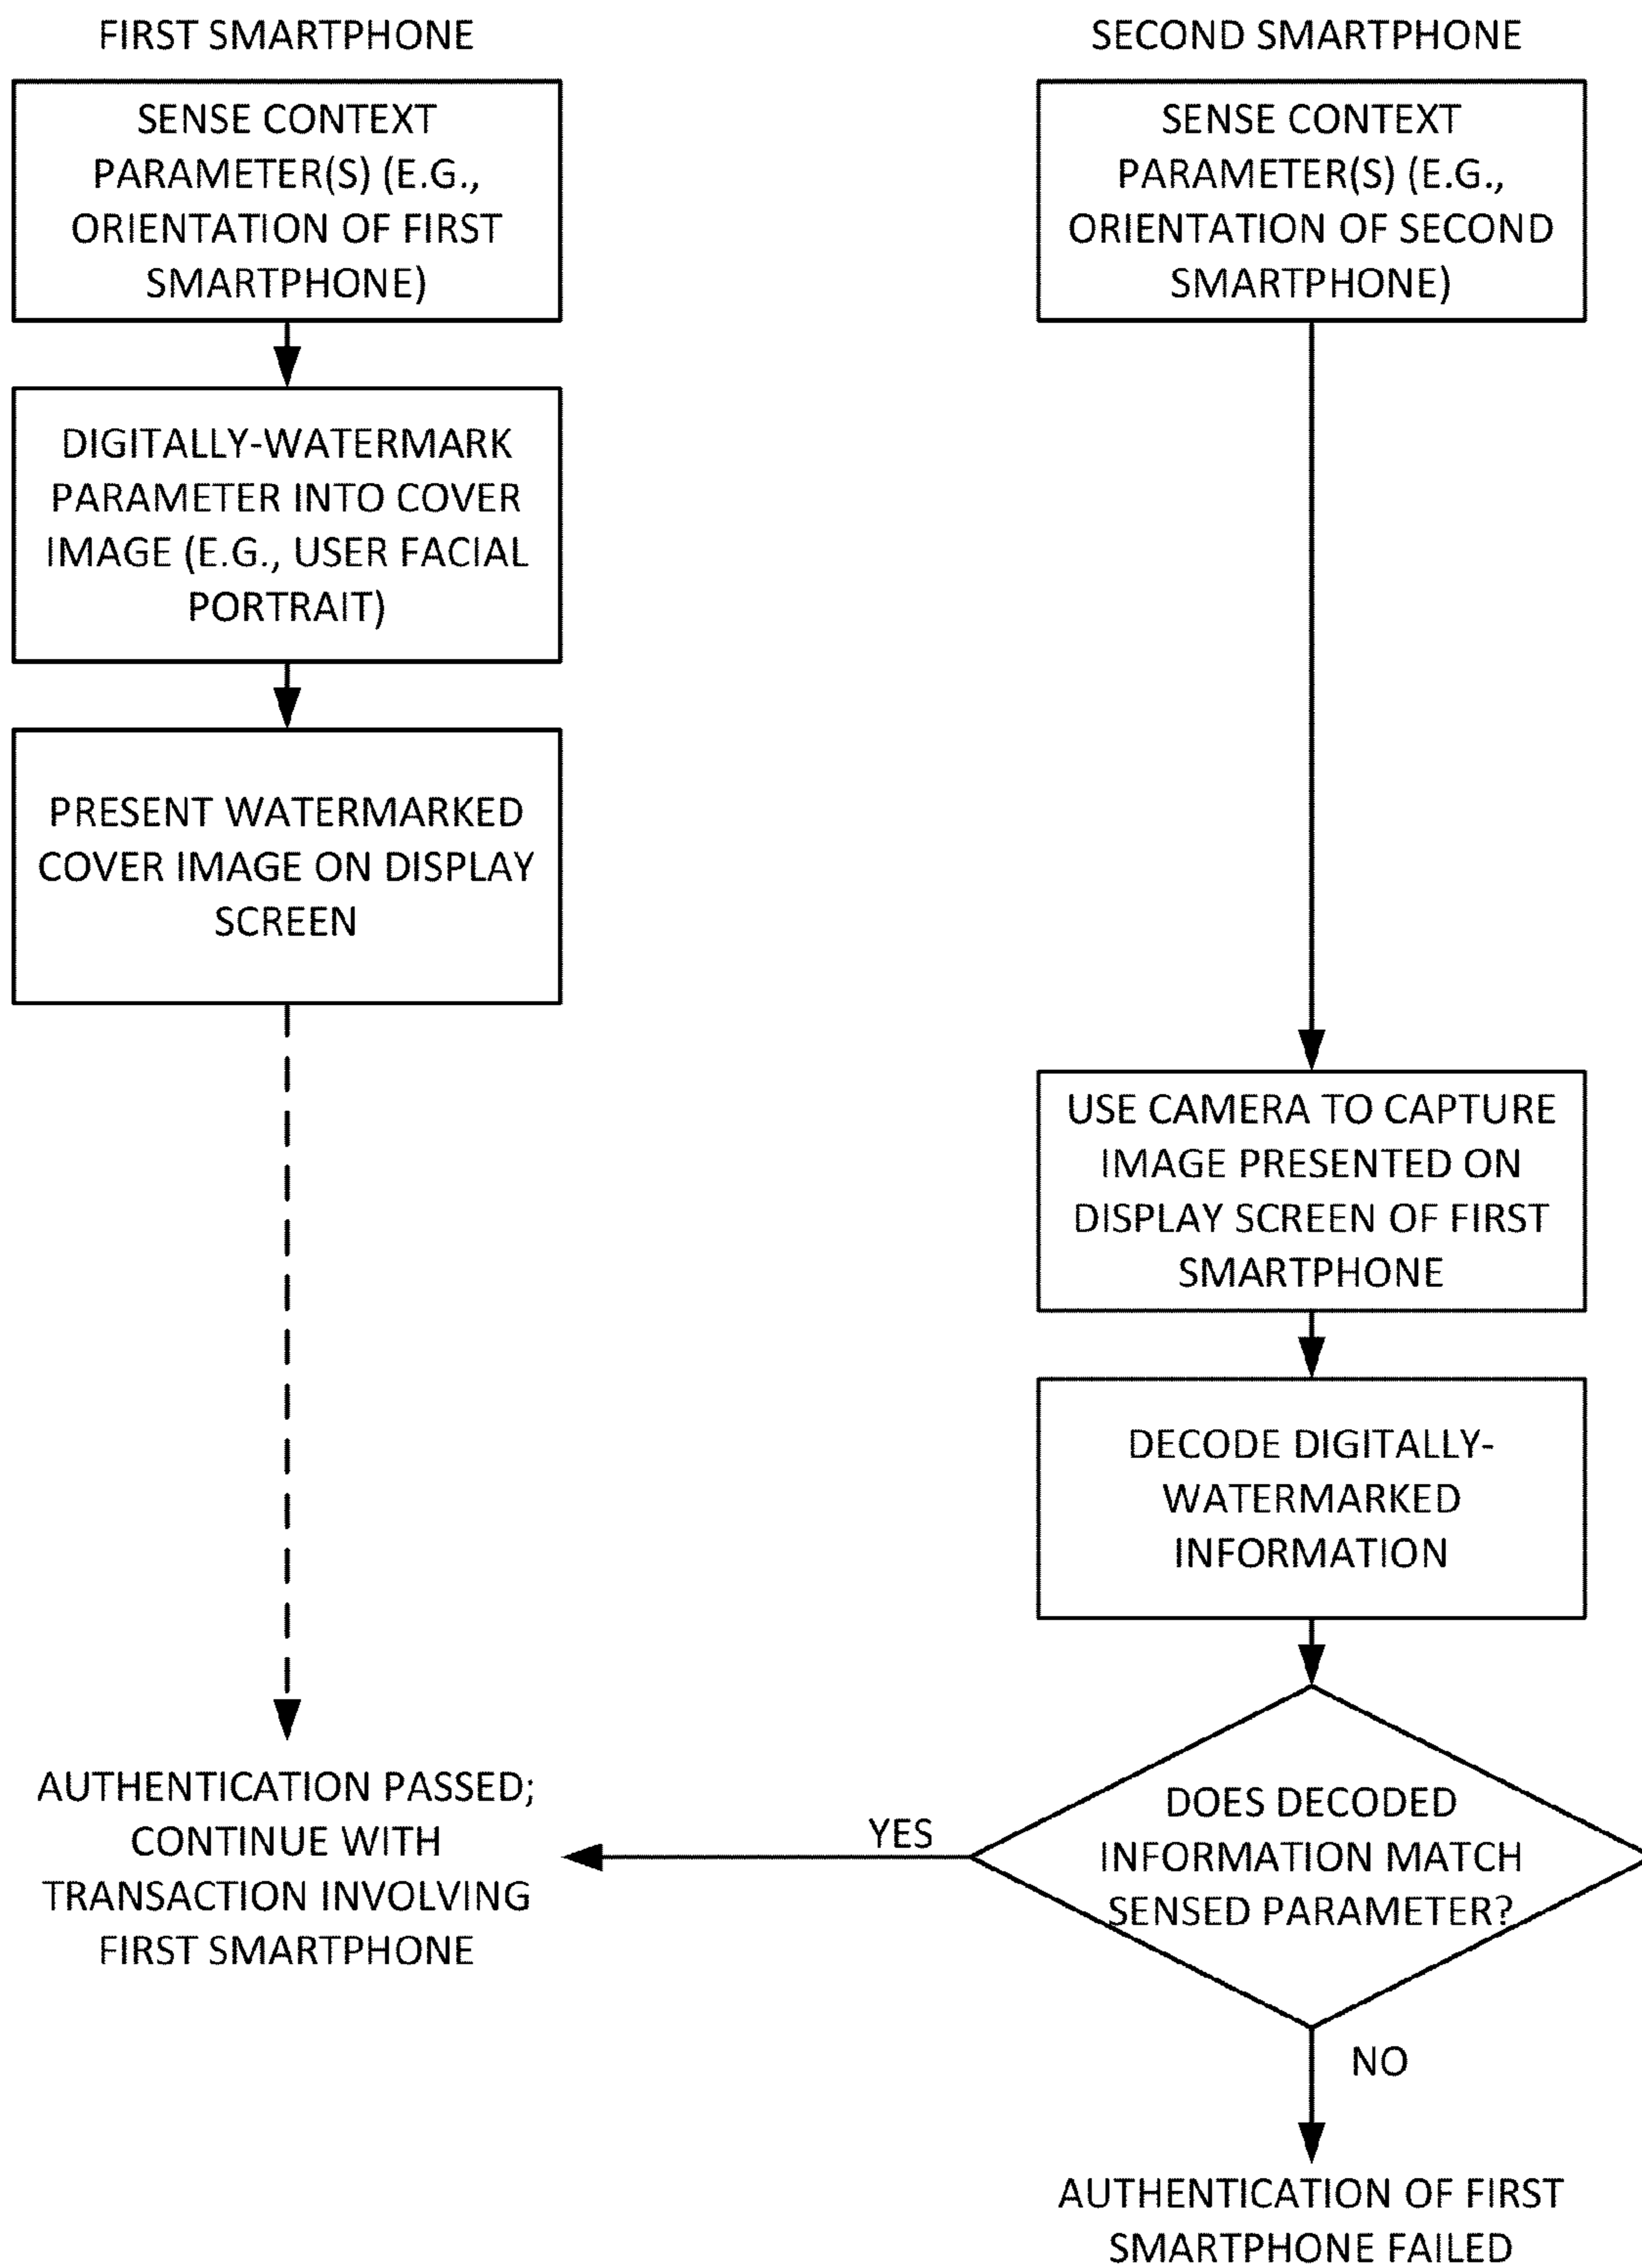 FIRST SMARTPHONE
SENSE CONTEXT
PARAMETER(S) (E.G.,
ORIENTATION OF FIRST
SMARTPHONE)
DIGITALLY-WATERMARK
PARAMETER INTO COVER
IMAGE (E.G., USER FACIAL
PORTRAIT)
PRESENT WATERMARKED
COVER IMAGE ON DISPLAY
SCREEN
AUTHENTICATION PASSED;
CONTINUE WITH
TRANSACTION INVOLVING
FIRST SMARTPHONE
SECOND SMARTPHONE
SENSE CONTEXT
PARAMETER(S) (E.G.,
ORIENTATION OF SECOND
SMARTPHONE)
USE CAMERA TO CAPTURE
IMAGE PRESENTED ON
DISPLAY SCREEN OF FIRST
SMARTPHONE
DECODE DIGITALLY-
WATERMARKED
INFORMATION
DOES DECODED
INFORMATION MATCH
SENSED PARAMETER?
YES
NO
AUTHENTICATION OF FIRST
SMARTPHONE FAILED